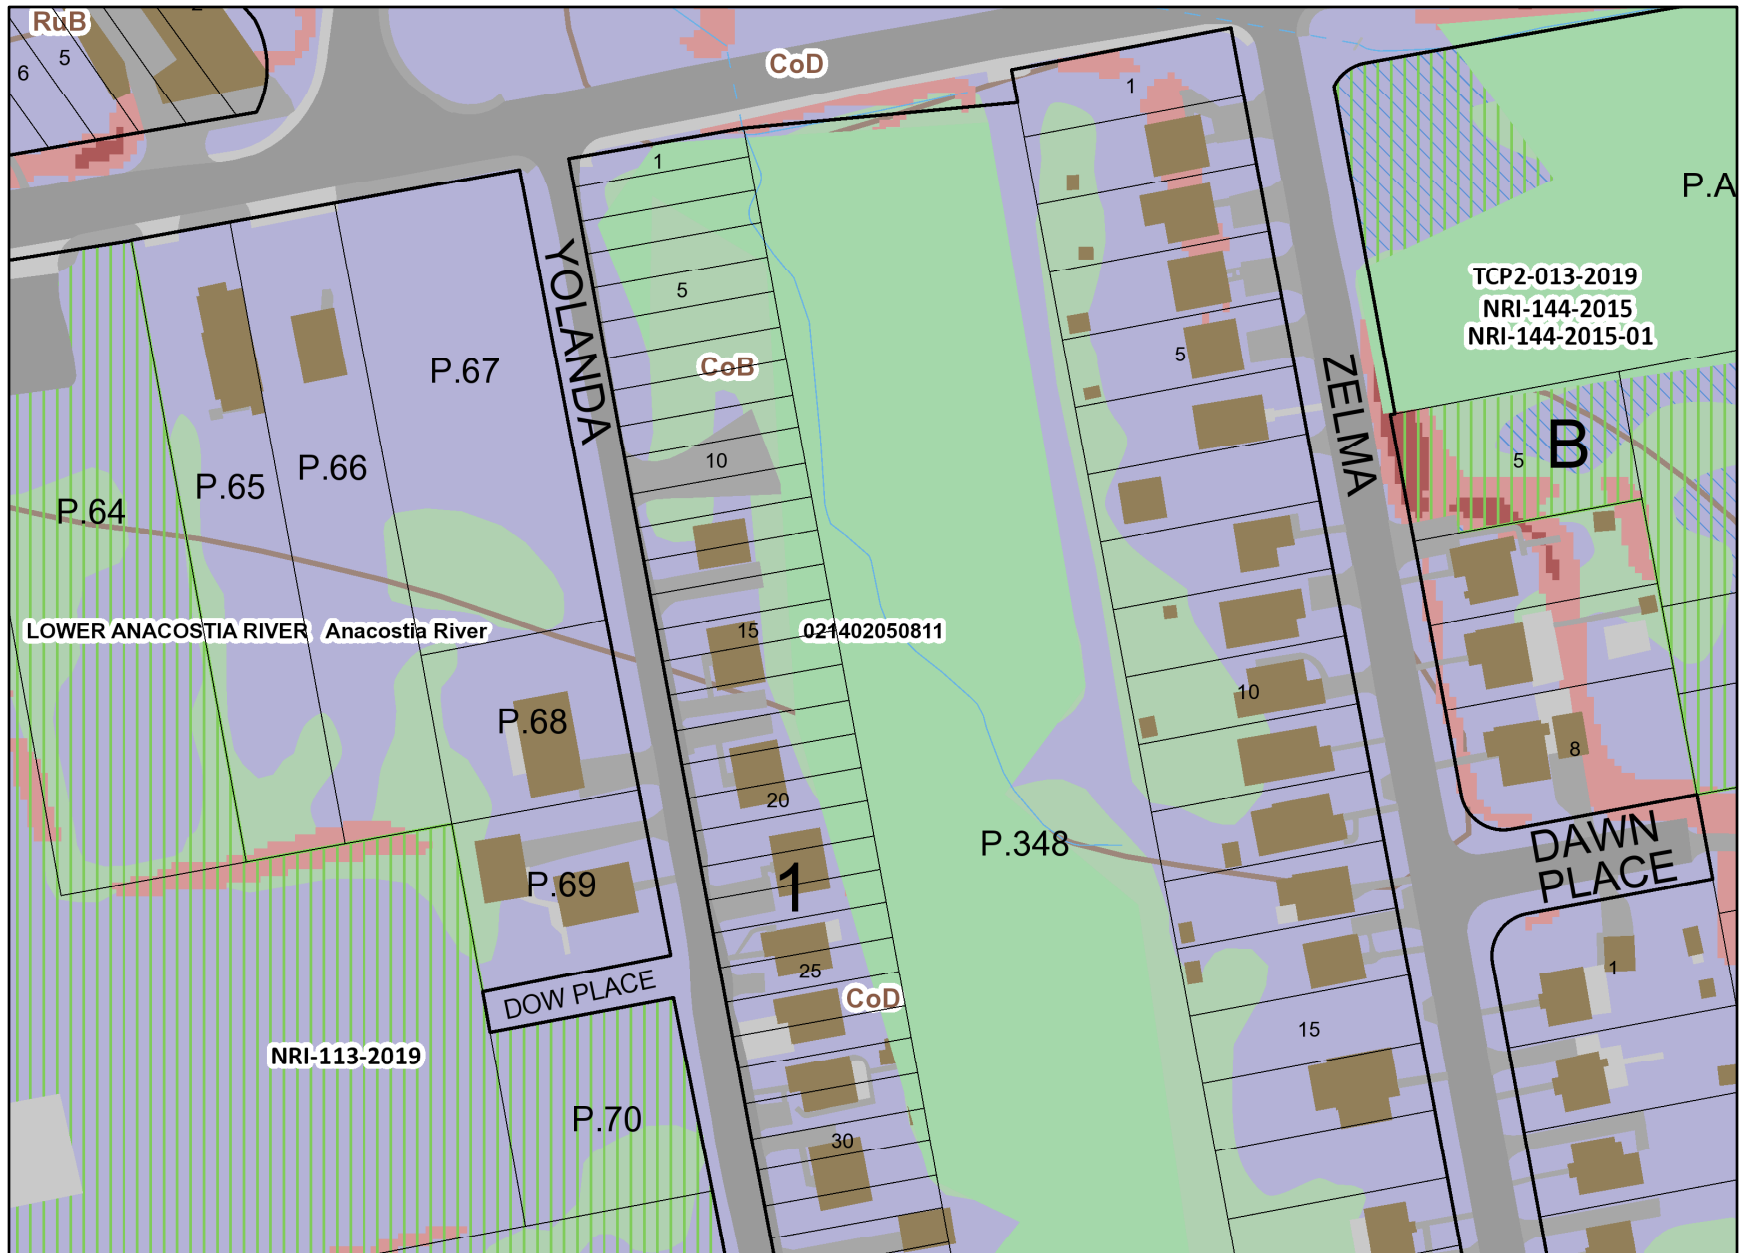 RuB
5
6
CoD
1
1
P.A
YOLANDA
TCP2-013-2019
NRI-144-2015
NRI-144-2015-01
5
5
ZELMA
CoB
P.67
P.66
P.65
P.64
10
5
B
LOWER ANACOSTIA RIVER
Anacostia River
15
021402050811
10
P.68
8
20
P.348
DAWN
PLACE
1
P.69
25
1
DOW PLACE
CoD
15
NRI-113-2019
P.70
30